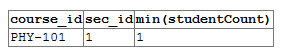 course_id sec_id min(studentCount)
PHY-101 1 1